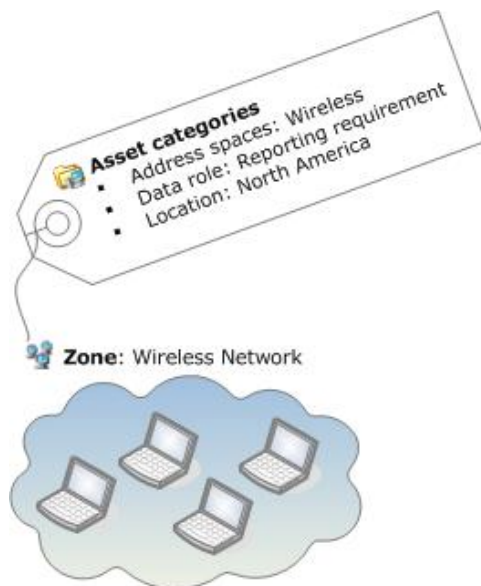 Asset categories
▪ Address spaces: Wireless
▪ Data role: Reporting requirement
▪ Location: North America
Zone: Wireless Network